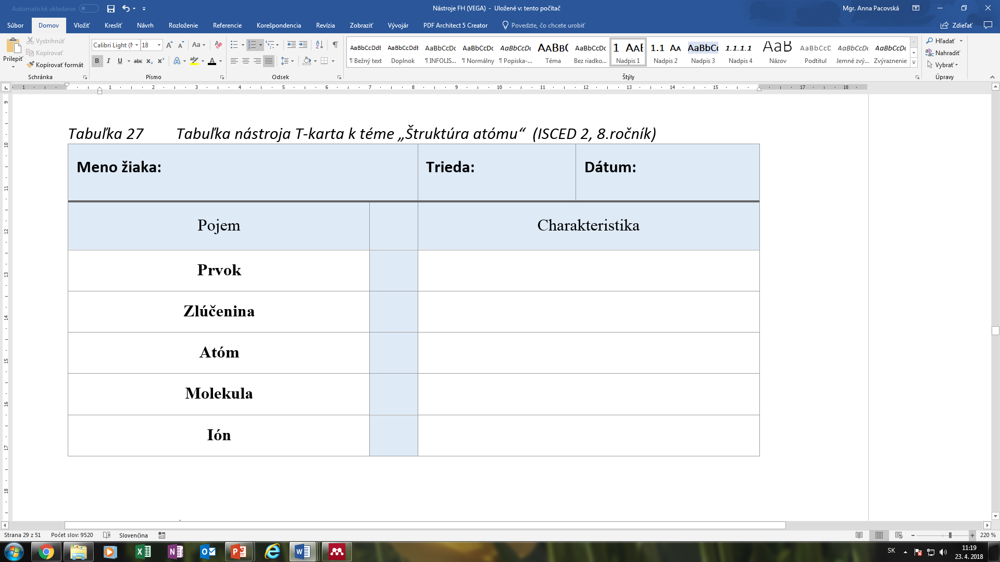 Automatické ukladanie
Nástroje FH (VEGA) - Uložené v: tento počítač
Mgr. Anna Pacovská
Súbor Domov Vložiť Kresliť Návrh Rozloženie Referencie Korešpondencia Revízia Zobraziť Vývojár PDF Architect 5 Creator Povedzte, čo chcete urobiť Zdieľať
Prilepiť
Vystrihnúť
Kopírovať
Kopírovať formát
Schránka
Calibri Light (N 18
Písmo
Odsek
AaBbCcDdE AaBbCcDdE AaBbCcDc AaBbCcDc AaBbCcDc AaBbC AaBbCcDc 1 AaB 1.1 AA AaBbCc 1.1.1.1 AaB AaBbCcD AaBbCcDc AaBbCcDc
¶ Bežný text Doplnok ¶ INFOLIS... ¶ Normálny ¶ Popiska-... Téma Bez riadko... Nadpis 1 Nadpis 2 Nadpis 3 Nadpis 4 Názov Podtitul Jemné zvý... Zvýraznenie
Štýly
Hľadať
Nahradiť
Vybrať
Úpravy
1 1 2 3 4 5 6 7 8 9 10 11 12 13 14 15 17 18
9
10
11
12
13
14
15
16
17
18
Tabuľka 27 Tabuľka nástroja T-karta k téme „Štruktúra atómu“ (ISCED 2, 8.ročník)
Meno žiaka: Trieda: Dátum:
Pojem Charakteristika
Prvok
Zlúčenina
Atóm
Molekula
Ión
Strana 29 z 51 Počet slov: 9520 Slovenčina 220 %
SK
11:19
23. 4. 2018